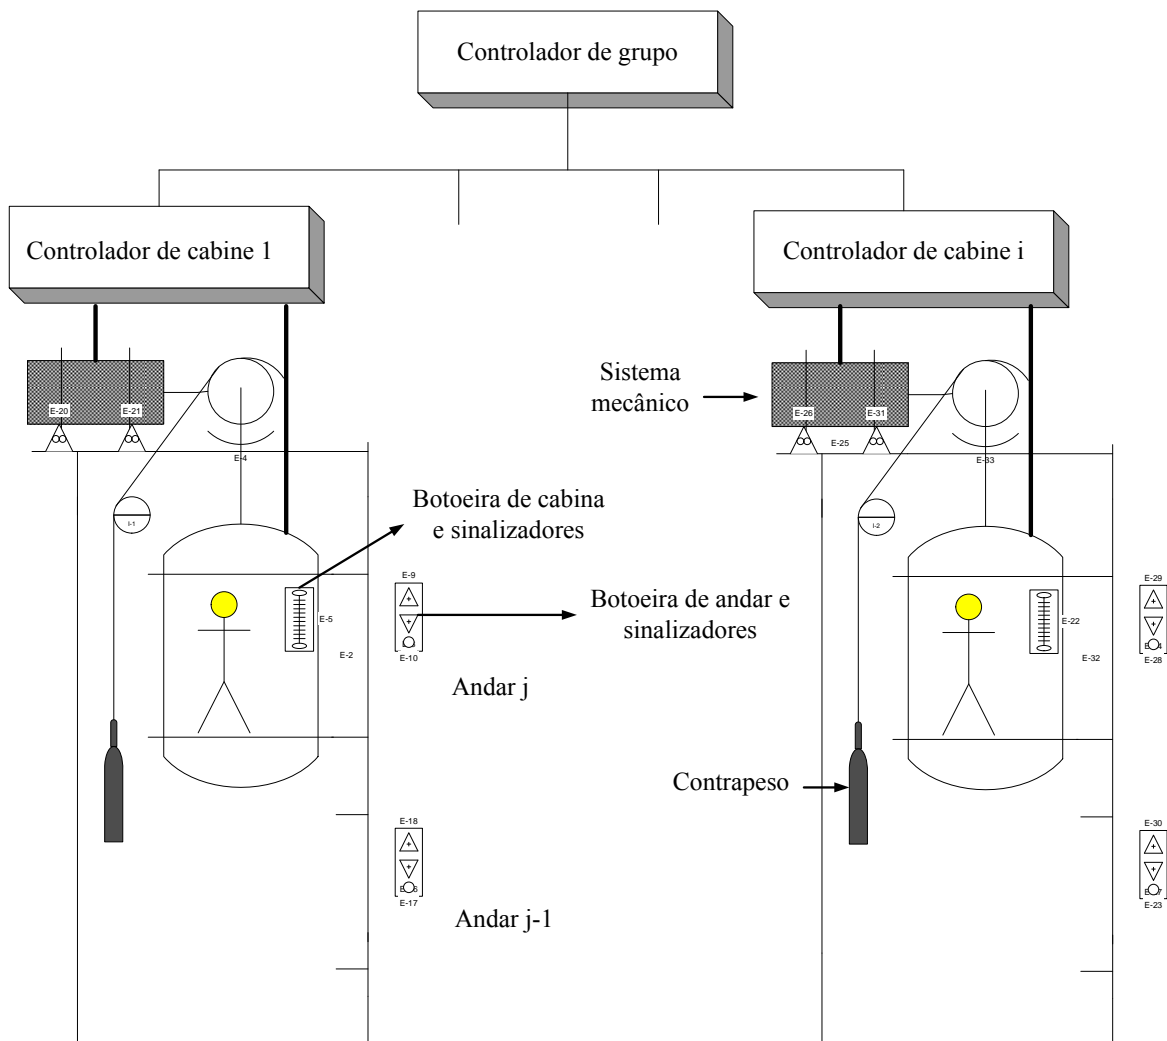 Controlador de grupo
Controlador de cabine 1
Controlador de cabine i
Sistema
mecânico
E-20
E-21
E-26
E-31
E-25
E-4
E-33
I-1
I-2
Botoeira de cabina
e sinalizadores
E-9
E-29
Botoeira de andar e
sinalizadores
E-5
E-22
E-2
E-32
E-10
E-28
Andar j
Contrapeso
E-18
E-30
E-17
E-23
Andar j-1